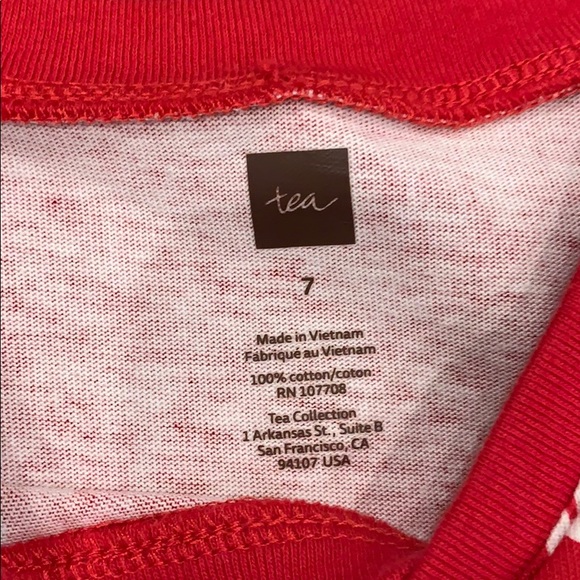 tea
7
Made in Vietnam
Fabriqué au Vietnam
100% cotton/coton
RN 107708
Tea Collection
1 Arkansas St., Suite B
San Francisco, CA
94107 USA